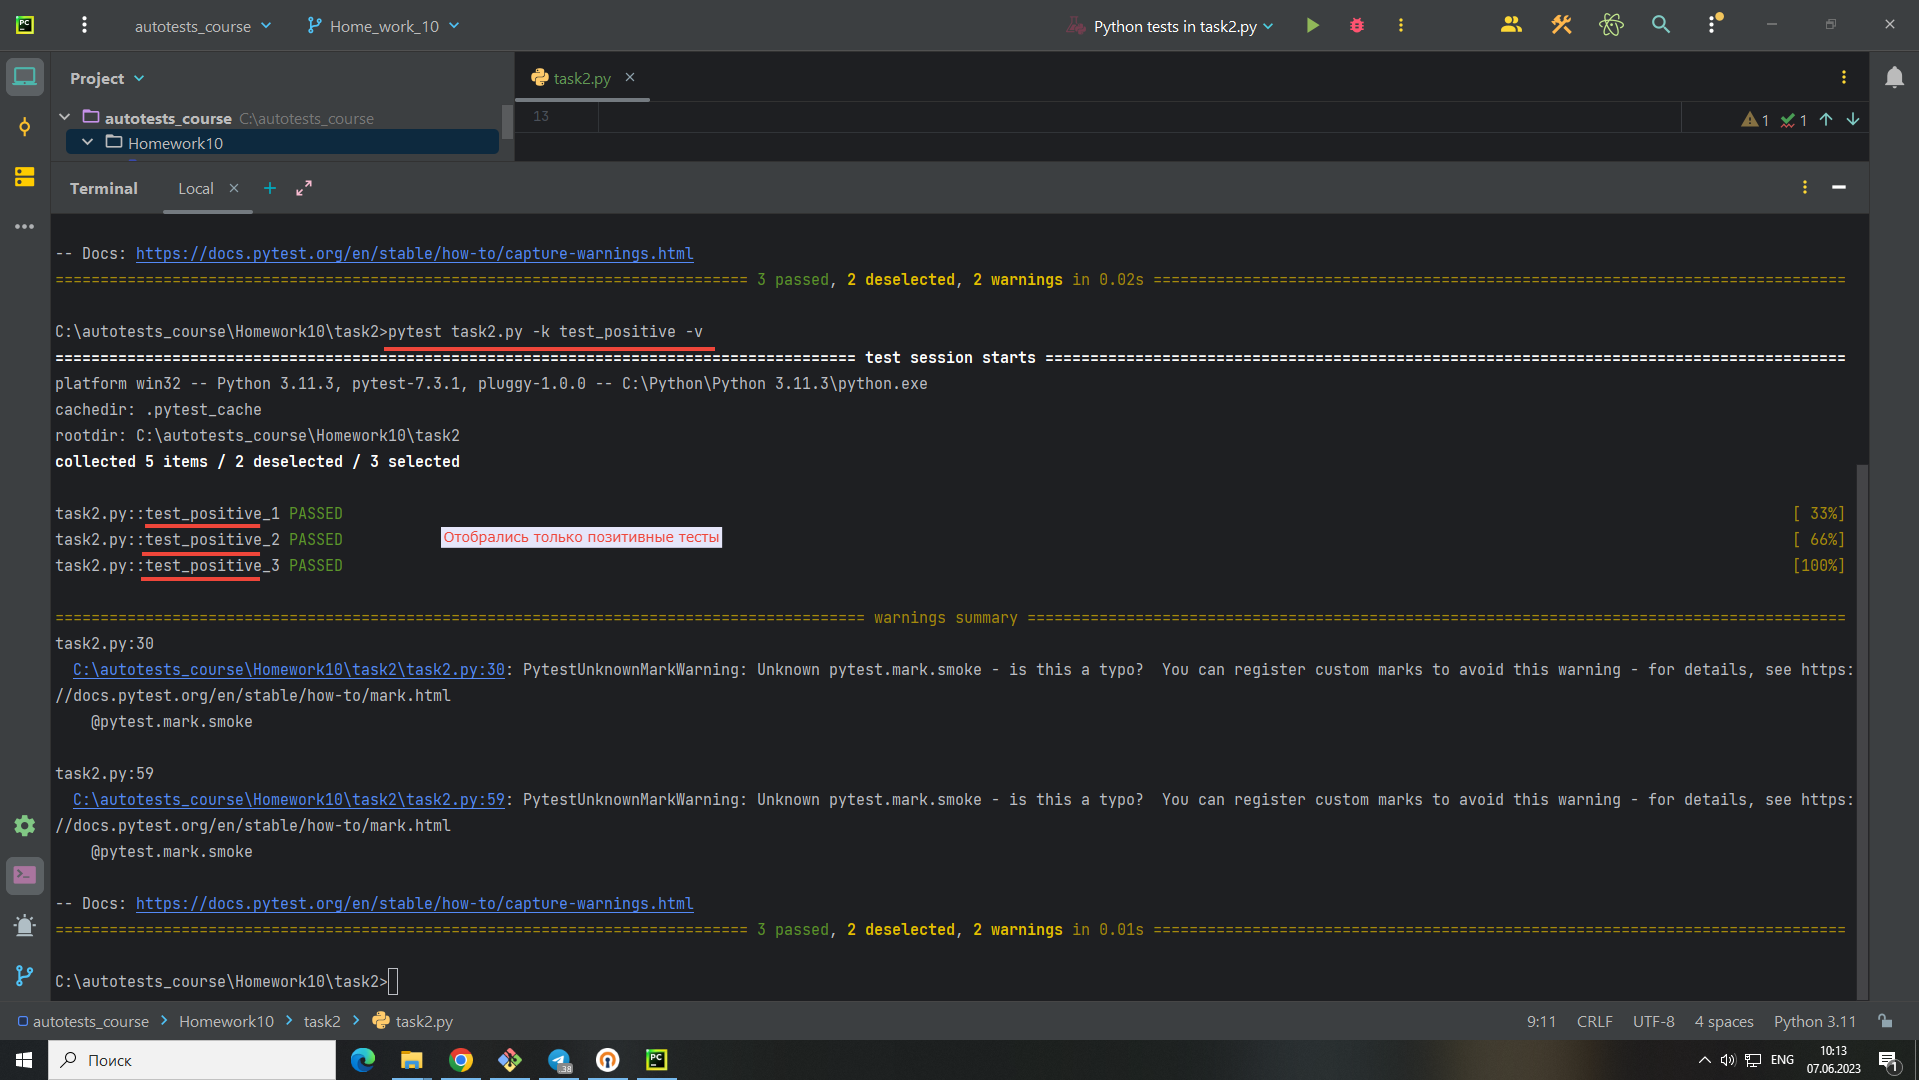 autotests_course
Home_work_10
Python tests in task2.py
Project
task2.py
autotests_course C:\autotests_course
13
1 1
Homework10
Terminal
Local
-- Docs: https://docs.pytest.org/en/stable/how-to/capture-warnings.html
============================================================================= 3 passed, 2 deselected, 2 warnings in 0.02s =============================================================================
C:\autotests_course\Homework10\task2>pytest task2.py -k test_positive -v
========================================================================================= test session starts =========================================================================================
platform win32 -- Python 3.11.3, pytest-7.3.1, pluggy-1.0.0 -- C:\Python\Python 3.11.3\python.exe
cachedir: .pytest_cache
rootdir: C:\autotests_course\Homework10\task2
collected 5 items / 2 deselected / 3 selected
task2.py::test_positive_1 PASSED [ 33%]
task2.py::test_positive_2 PASSED Отобрались только позитивные тесты [ 66%]
task2.py::test_positive_3 PASSED [100%]
========================================================================================== warnings summary ===========================================================================================
task2.py:30
C:\autotests_course\Homework10\task2\task2.py:30: PytestUnknownMarkWarning: Unknown pytest.mark.smoke - is this a typo?  You can register custom marks to avoid this warning - for details, see https:
//docs.pytest.org/en/stable/how-to/mark.html
@pytest.mark.smoke
task2.py:59
C:\autotests_course\Homework10\task2\task2.py:59: PytestUnknownMarkWarning: Unknown pytest.mark.smoke - is this a typo?  You can register custom marks to avoid this warning - for details, see https:
//docs.pytest.org/en/stable/how-to/mark.html
@pytest.mark.smoke
-- Docs: https://docs.pytest.org/en/stable/how-to/capture-warnings.html
============================================================================= 3 passed, 2 deselected, 2 warnings in 0.01s =============================================================================
C:\autotests_course\Homework10\task2>
autotests_course > Homework10 > task2 > task2.py
9:11 CRLF UTF-8 4 spaces Python 3.11
Поиск
38
ENG
10:13
07.06.2023
1